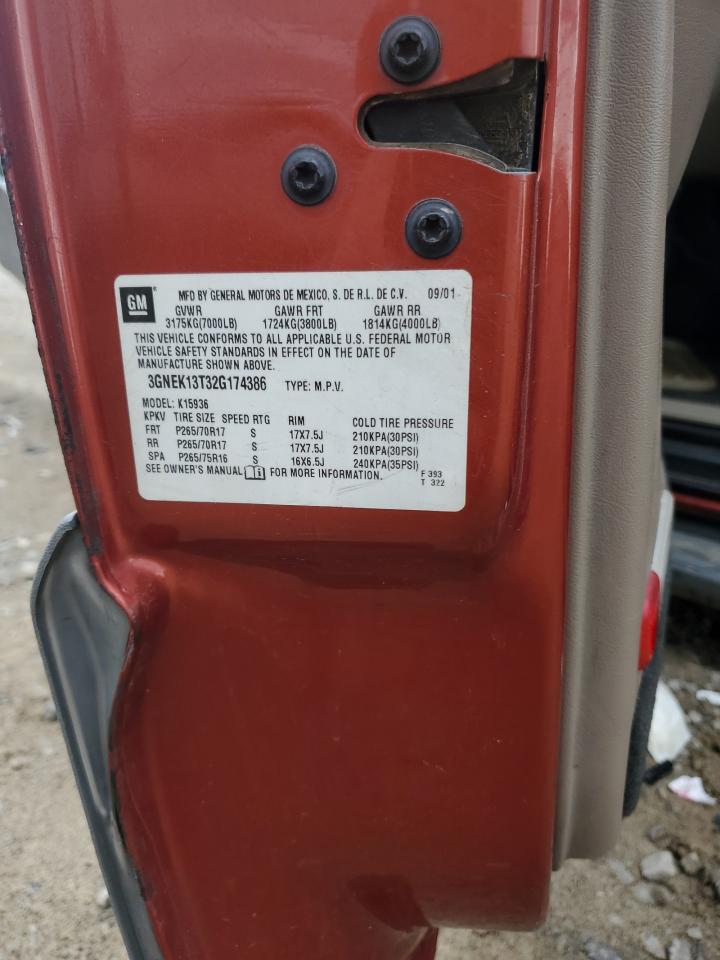 GM MFD BY GENERAL MOTORS DE MEXICO, S. DE R.L. DE C.V. 09/01
GVWR GAWR FRT GAWR RR
3175KG(7000LB) 1724KG(3800LB) 1814KG(4000LB)
THIS VEHICLE CONFORMS TO ALL APPLICABLE U.S. FEDERAL MOTOR
VEHICLE SAFETY STANDARDS IN EFFECT ON THE DATE OF
MANUFACTURE SHOWN ABOVE.
3GNEK13T32G174386 TYPE: M.P.V.
MODEL: K15936
KPKV TIRE SIZE SPEED RTG RIM COLD TIRE PRESSURE
FRT P265/70R17 S 17X7.5J 210KPA(30PSI)
RR P265/70R17 S 17X7.5J 210KPA(30PSI)
SPA P265/75R16 S 16X6.5J 240KPA(35PSI)
SEE OWNER'S MANUAL FOR MORE INFORMATION. F 393
T 322